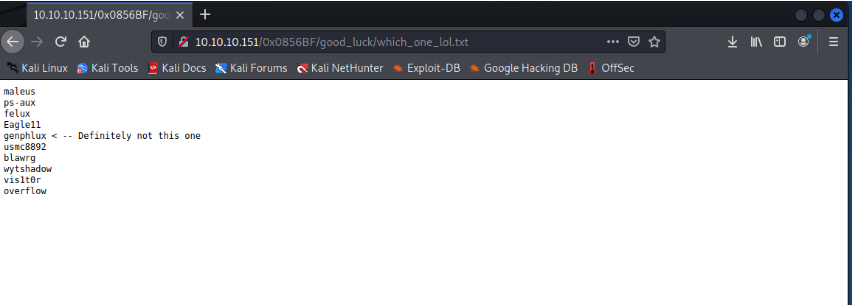 10.10.10.151/0x0856BF/goo
10.10.10.151/0x0856BF/good_luck/which_one_lol.txt
Kali Linux Kali Tools Kali Docs Kali Forums Kali NetHunter Exploit-DB Google Hacking DB OffSec
maleus
ps-aux
felux
Eagle11
genphlux < -- Definitely not this one
usmc8892
blawrg
wytshadow
vis1t0r
overflow